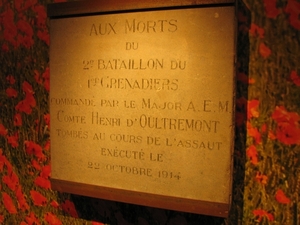 AUX MORTS
DU
2E BATAILLON DU
1ER GRENADIERS
COMMANDÉ PAR LE MAJOR A.E.M
COMTE HENRI D'OULTREMONT
TOMBÉS AU COURS DE L'ASSAUT
EXÉCUTÉ LE
22 OCTOBRE 1914